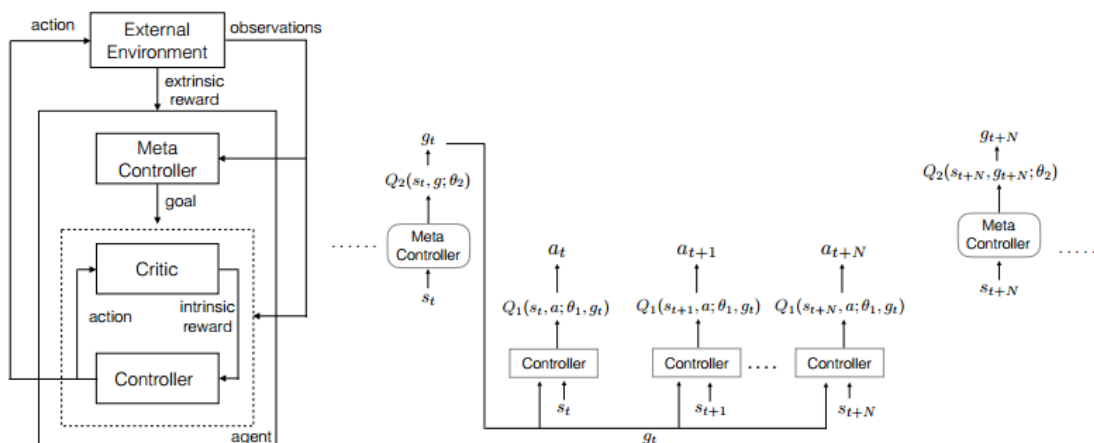 action
External
Environment
observations
extrinsic
reward
Meta
Controller
goal
Critic
action
intrinsic
reward
Controller
agent
g_t
Q_2(s_t, g; θ_2)
Meta
Controller
s_t
......
a_t
Q_1(s_t, a; θ_1, g_t)
Controller
s_t
a_{t+1}
Q_1(s_{t+1}, a; θ_1, g_t)
Controller
s_{t+1}
....
a_{t+N}
Q_1(s_{t+N}, a; θ_1, g_t)
Controller
s_{t+N}
g_t
g_{t+N}
Q_2(s_{t+N}, g_{t+N}; θ_2)
Meta
Controller
s_{t+N}
.....